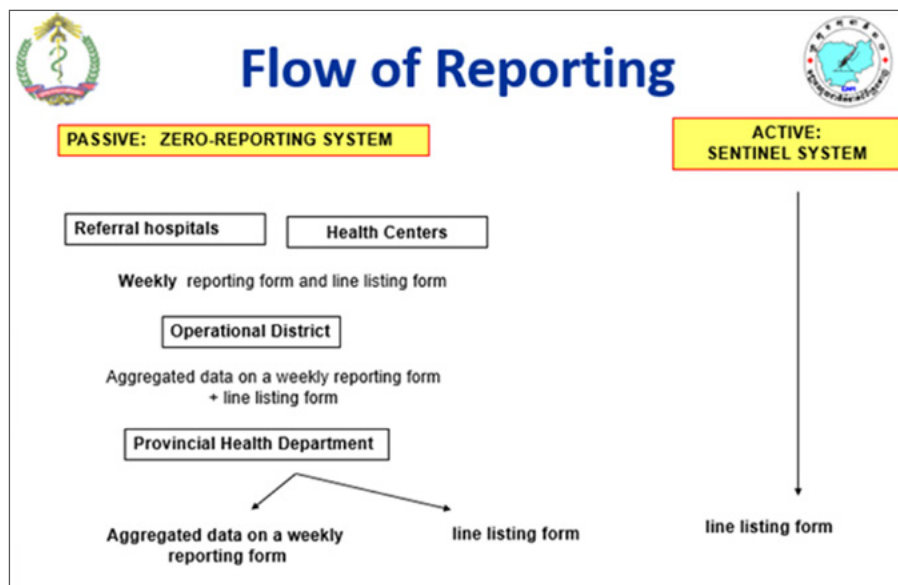 Flow of Reporting
PASSIVE: ZERO-REPORTING SYSTEM
ACTIVE:
SENTINEL SYSTEM
Referral hospitals
Health Centers
Weekly reporting form and line listing form
Operational District
Aggregated data on a weekly reporting form
+ line listing form
Provincial Health Department
Aggregated data on a weekly
reporting form
line listing form
line listing form